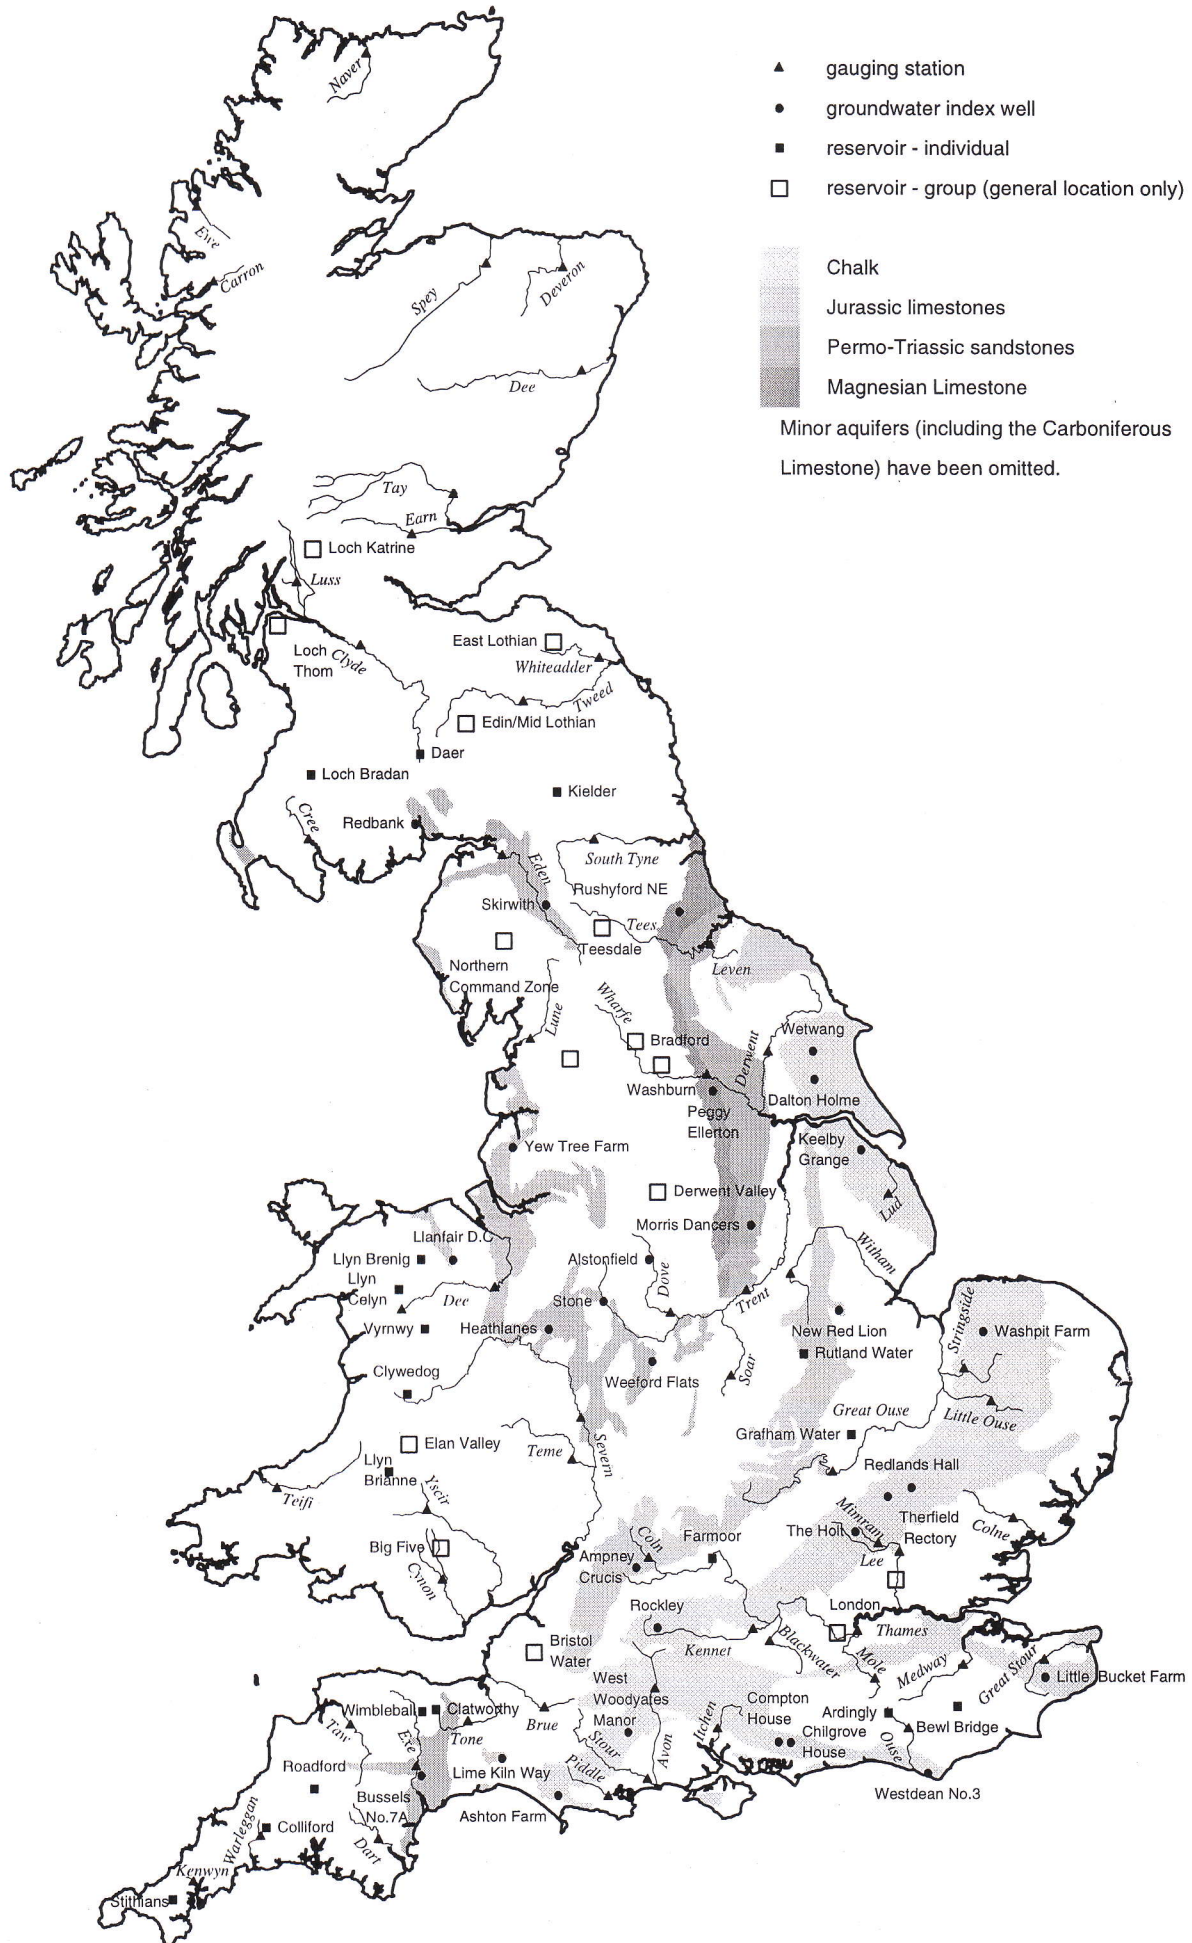 gauging station
groundwater index well
reservoir - individual
reservoir - group (general location only)
Chalk
Jurassic limestones
Permo-Triassic sandstones
Magnesian Limestone
Minor aquifers (including the Carboniferous
Limestone) have been omitted.
Naver
Ewe
Carron
Spey
Deveron
Dee
Tay
Earn
Loch Katrine
Luss
Loch
Thom
Clyde
East Lothian
Whiteadder
Tweed
Edin/Mid Lothian
Daer
Loch Bradan
Kielder
Cree
Redbank
Eden
South Tyne
Rushyford NE
Skirwith
Tees
Teesdale
Leven
Northern
Command Zone
Lune
Wharfe
Bradford
Washburn
Derwent
Wetwang
Dalton Holme
Peggy
Ellerton
Keelby
Grange
Yew Tree Farm
Derwent Valley
Lud
Morris Dancers
Witham
Llanfair D.C
Llyn Brenig
Llyn
Celyn
Dee
Alstonfield
Dove
Stone
Trent
Vyrnwy
Heathlanes
New Red Lion
Rutland Water
Stringside
Washpit Farm
Weeford Flats
Soar
Clywedog
Great Ouse
Little Ouse
Grafham Water
Elan Valley
Teme
Severn
Llyn
Brianne
Redlands Hall
Teifi
Yscir
Mimram
Therfield
Rectory
Colne
The Holt
Lee
Big Five
Cynon
Coln
Farmoor
Ampney
Crucis
London
Rockley
Kennet
Blackwater
Thames
Mole
Medway
Great Stour
Little Bucket Farm
Bristol
Water
West
Woodyates
Manor
Compton
House
Chilgrove
House
Ardingly
Bewl Bridge
Itchen
Ouse
Westdean No.3
Wimbleball
Clatworthy
Taw
Exe
Tone
Brue
Stour
Avon
Piddle
Roadford
Lime Kiln Way
Bussels
No.7A
Ashton Farm
Colliford
Warleggan
Dart
Kenwyn
Stithians